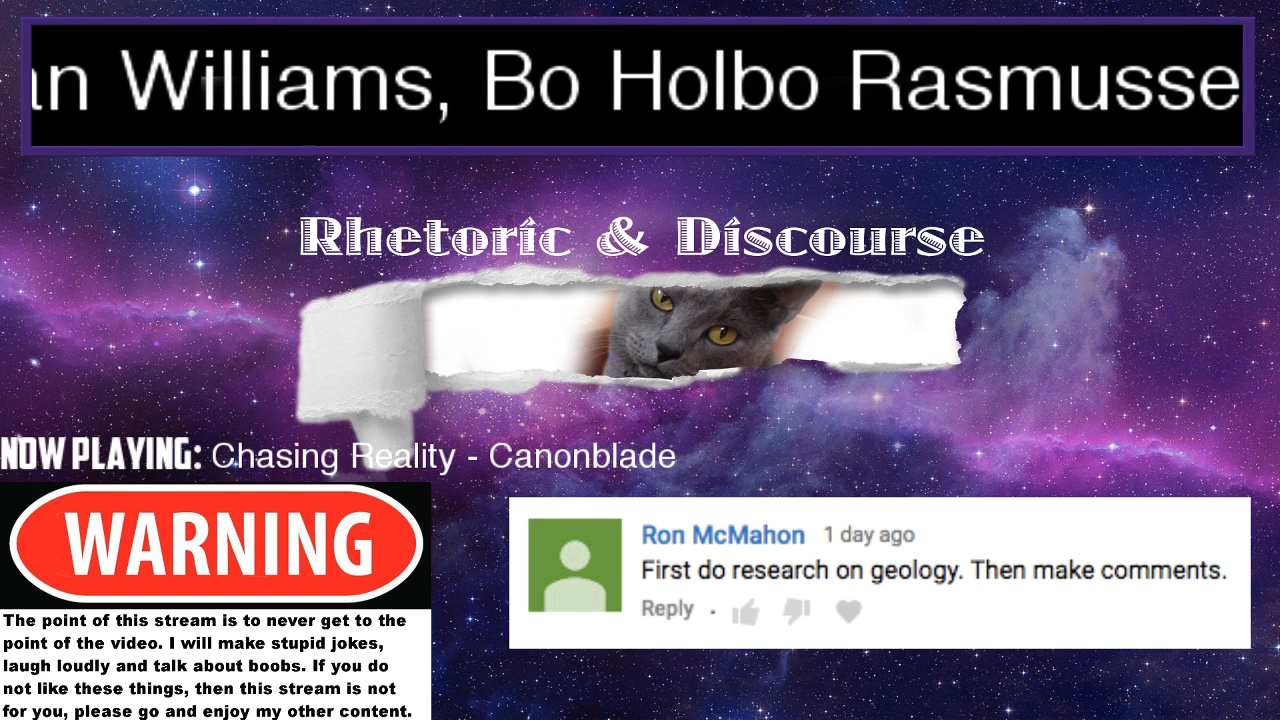 Williams, Bo Holbo Rasmusse
Rhetoric & Discourse
NOW PLAYING: Chasing Reality - Canonblade
WARNING
The point of this stream is to never get to the
point of the video. I will make stupid jokes,
laugh loudly and talk about boobs. If you do
not like these things, then this stream is not
for you, please go and enjoy my other content.
Ron McMahon 1 day ago
First do research on geology. Then make comments.
Reply